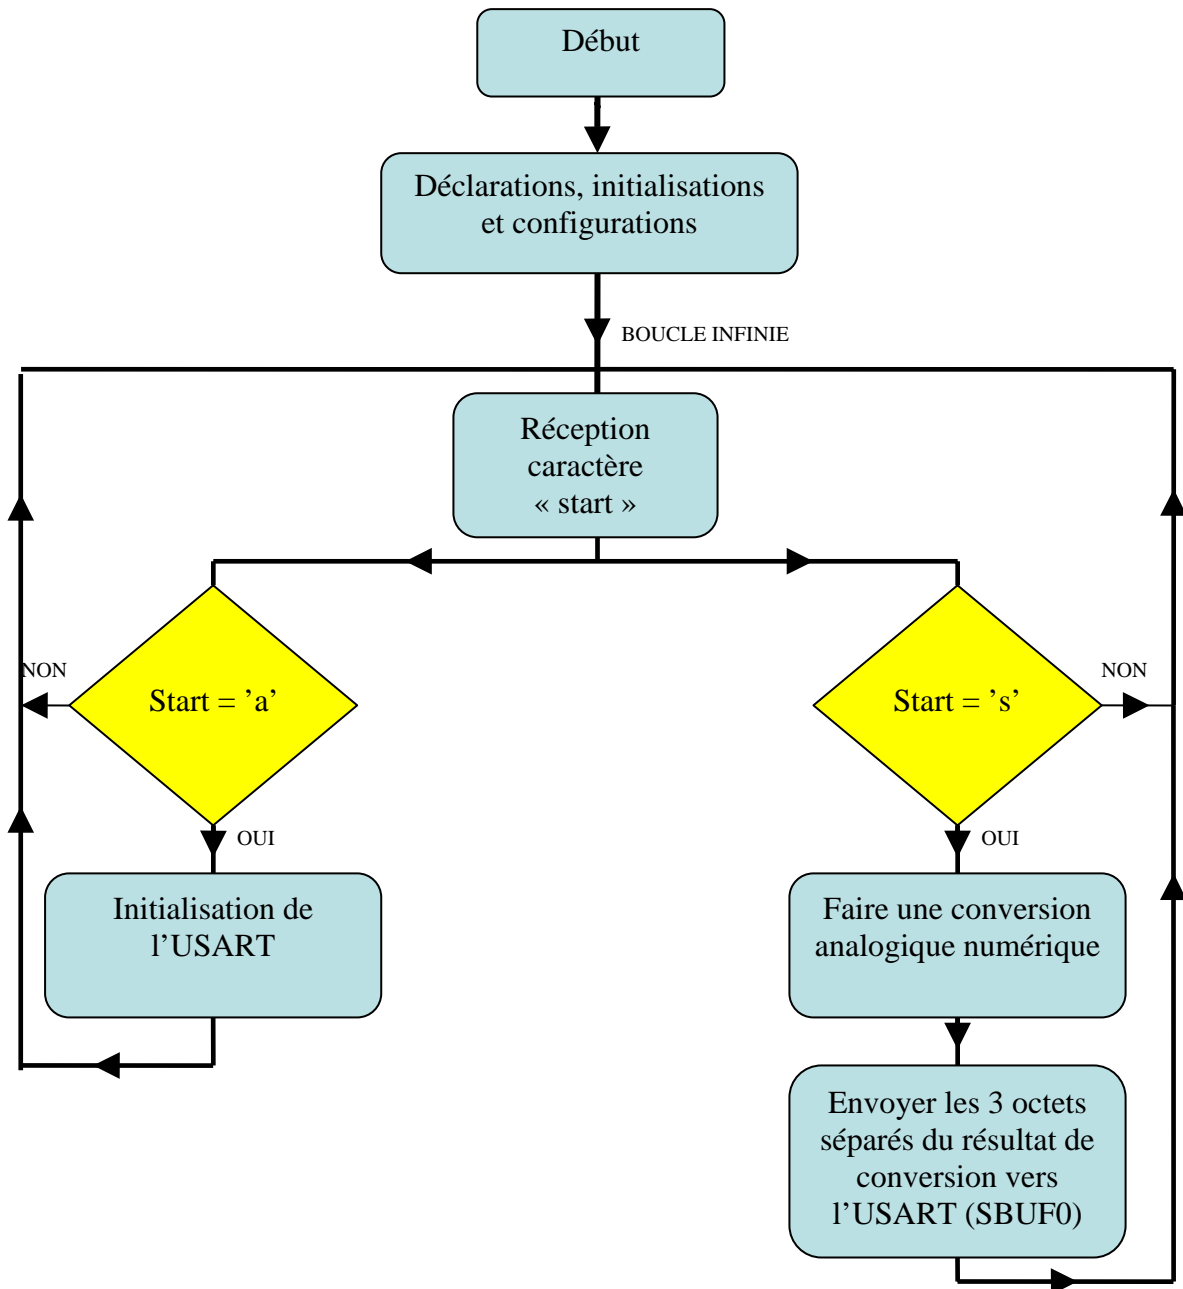 Début
Déclarations, initialisations
et configurations
BOUCLE INFINIE
Réception
caractère
« start »
NON
Start = ’a’
OUI
Initialisation de
l’USART
Start = ’s’
NON
OUI
Faire une conversion
analogique numérique
Envoyer les 3 octets
séparés du résultat de
conversion vers
l’USART (SBUF0)